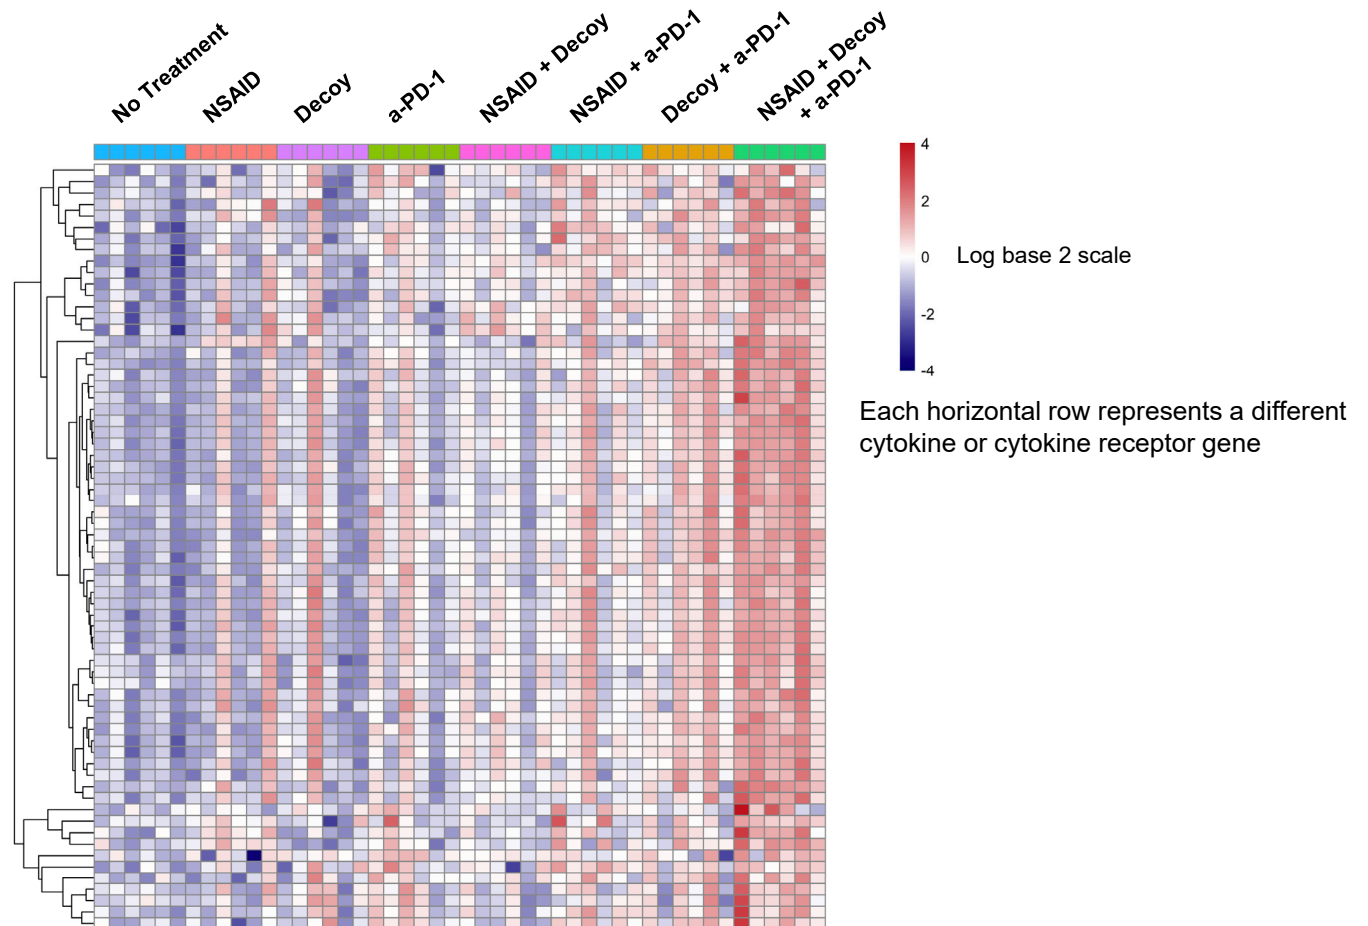 No Treatment
NSAID
Decoy
a-PD-1
NSAID + Decoy
NSAID + a-PD-1
Decoy + a-PD-1
NSAID + Decoy
+ a-PD-1
4
2
0
-2
-4
Log base 2 scale
Each horizontal row represents a different
cytokine or cytokine receptor gene